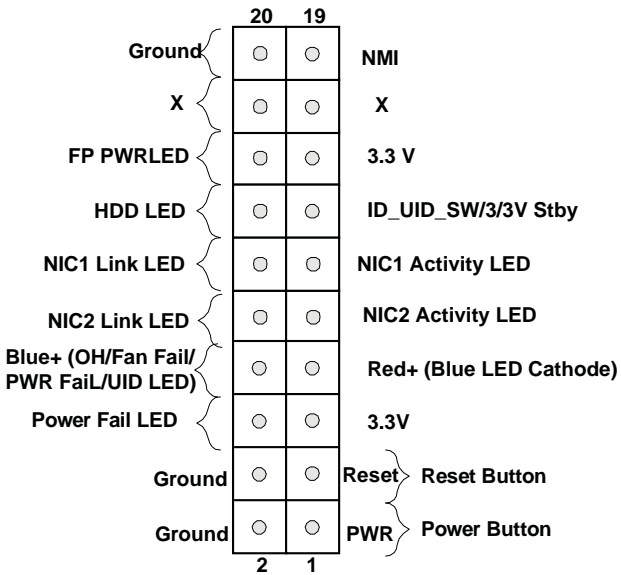 20 19
Ground NMI
X X
FP PWRLED 3.3 V
HDD LED ID_UID_SW/3/3V Stby
NIC1 Link LED NIC1 Activity LED
NIC2 Link LED NIC2 Activity LED
Blue+ (OH/Fan Fail/
PWR FaiL/UID LED) Red+ (Blue LED Cathode)
Power Fail LED 3.3V
Ground Reset Reset Button
Ground PWR Power Button
2 1